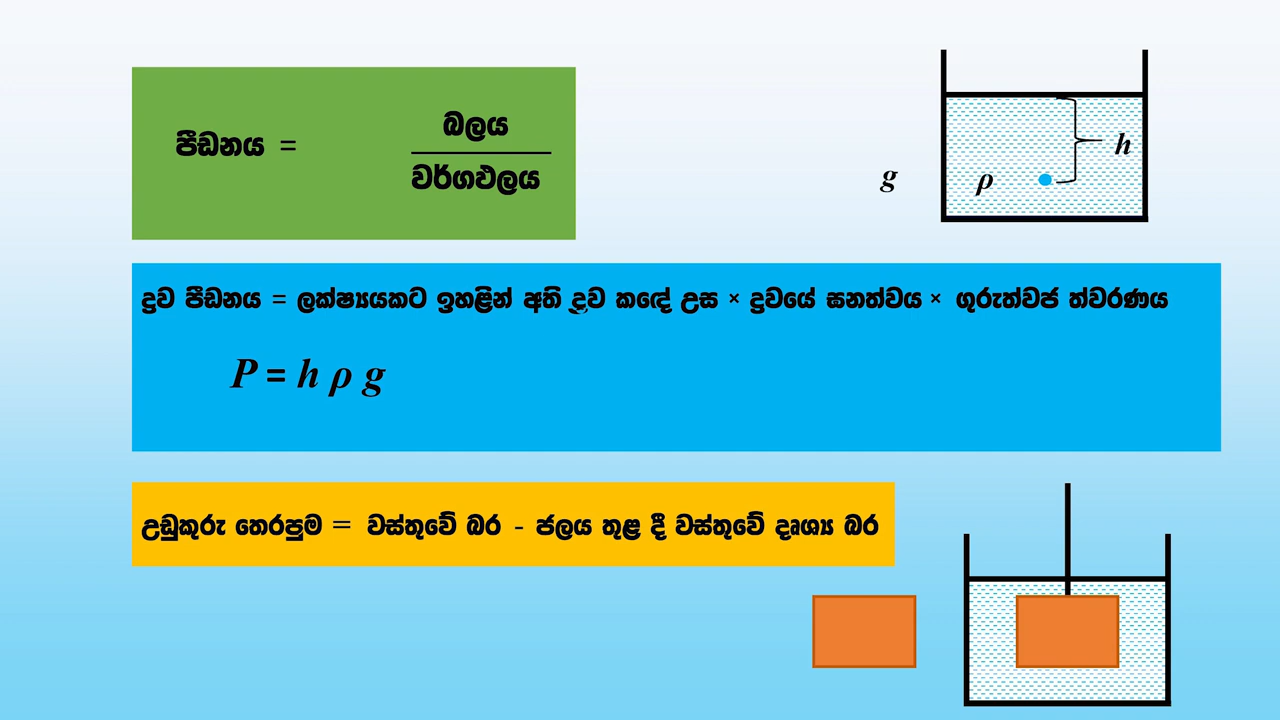 පීඩනය =
බලය
වර්ගඵලය
h
g
ρ
ද්‍රව පීඩනය = ලක්ෂ්‍යයකට ඉහළින් ඇති ද්‍රව කඳේ උස × ද්‍රවයේ ඝනත්වය × ගුරුත්වජ ත්වරණය
P = h ρ g
උඩුකුරු තෙරපුම = වස්තුවේ බර - ජලය තුළ දී වස්තුවේ දෘශ්‍ය බර